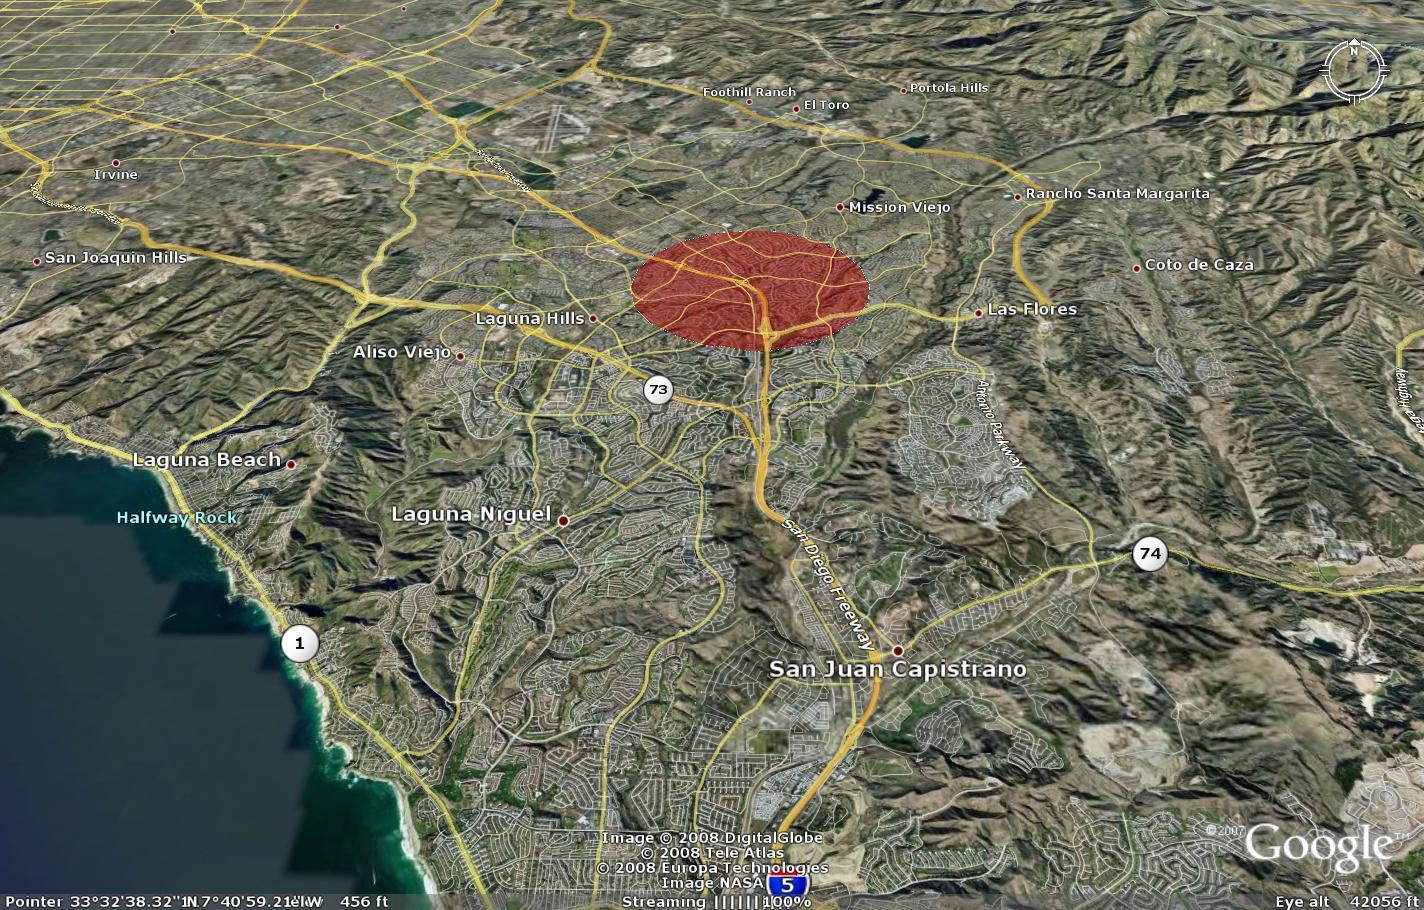 Portola Hills
Foothill Ranch
El Toro
N
Irvine
Rancho Santa Margarita
Mission Viejo
San Joaquin Hills
Coto de Caza
Las Flores
Laguna Hills
Aliso Viejo
73
Antonio Parkway
Laguna Beach
Halfway Rock
Laguna Niguel
San Diego Freeway
74
1
San Juan Capistrano
Image © 2008 DigitalGlobe
© 2008 Tele Atlas
© 2008 Europa Technologies
Image NASA
5
©2007 Google™
Pointer 33°32'38.32"N 456 ft
Streaming ||||||||| 100%
Eye alt 42056 ft